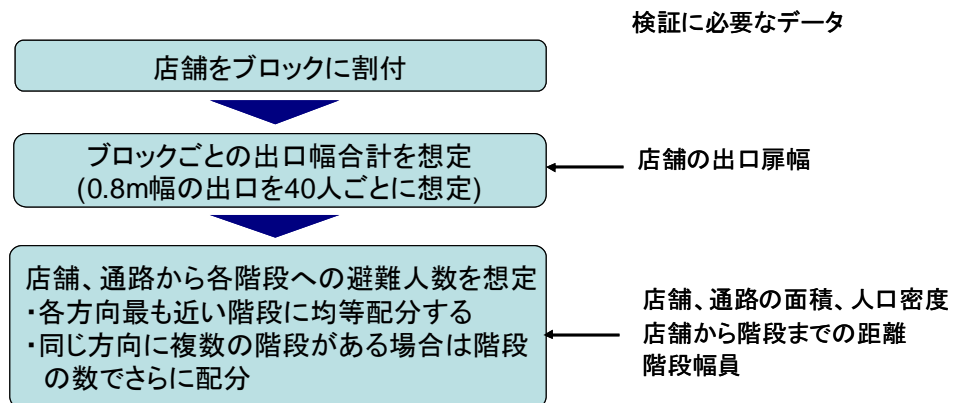 検証に必要なデータ
店舗をブロックに割付
ブロックごとの出口幅合計を想定
(0.8m幅の出口を40人ごとに想定)
店舗の出口扉幅
店舗、通路から各階段への避難人数を想定
・各方向最も近い階段に均等配分する
・同じ方向に複数の階段がある場合は階段
の数でさらに配分
店舗、通路の面積、人口密度
店舗から階段までの距離
階段幅員